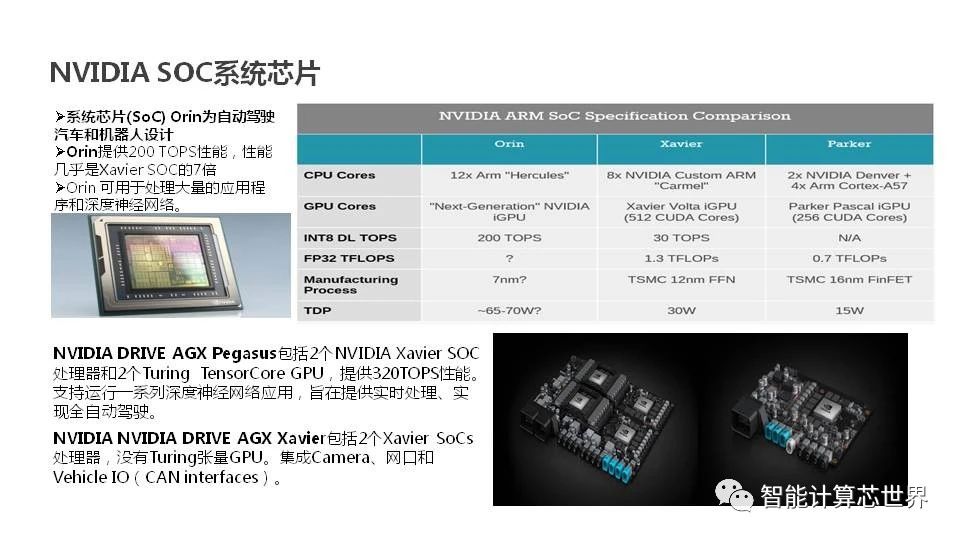 NVIDIA SOC系统芯片
➢系统芯片(SoC) Orin为自动驾驶
汽车和机器人设计
➢Orin提供200 TOPS性能，性能
几乎是Xavier SOC的7倍
➢Orin 可用于处理大量的应用程
序和深度神经网络。
NVIDIA ARM SoC Specification Comparison
Orin Xavier Parker
CPU Cores 12x Arm "Hercules" 8x NVIDIA Custom ARM "Carmel" 2x NVIDIA Denver + 4x Arm Cortex-A57
GPU Cores "Next-Generation" NVIDIA iGPU Xavier Volta iGPU (512 CUDA Cores) Parker Pascal iGPU (256 CUDA Cores)
INT8 DL TOPS 200 TOPS 30 TOPS N/A
FP32 TFLOPS ? 1.3 TFLOPs 0.7 TFLOPs
Manufacturing Process 7nm? TSMC 12nm FFN TSMC 16nm FinFET
TDP ~65-70W? 30W 15W
NVIDIA DRIVE AGX Pegasus包括2个NVIDIA Xavier SOC
处理器和2个Turing TensorCore GPU，提供320TOPS性能。
支持运行一系列深度神经网络应用，旨在提供实时处理、实
现全自动驾驶。
NVIDIA NVIDIA DRIVE AGX Xavier包括2个Xavier SoCs
处理器，没有Turing张量GPU。集成Camera、网口和
Vehicle IO（CAN interfaces）。
智能计算芯世界